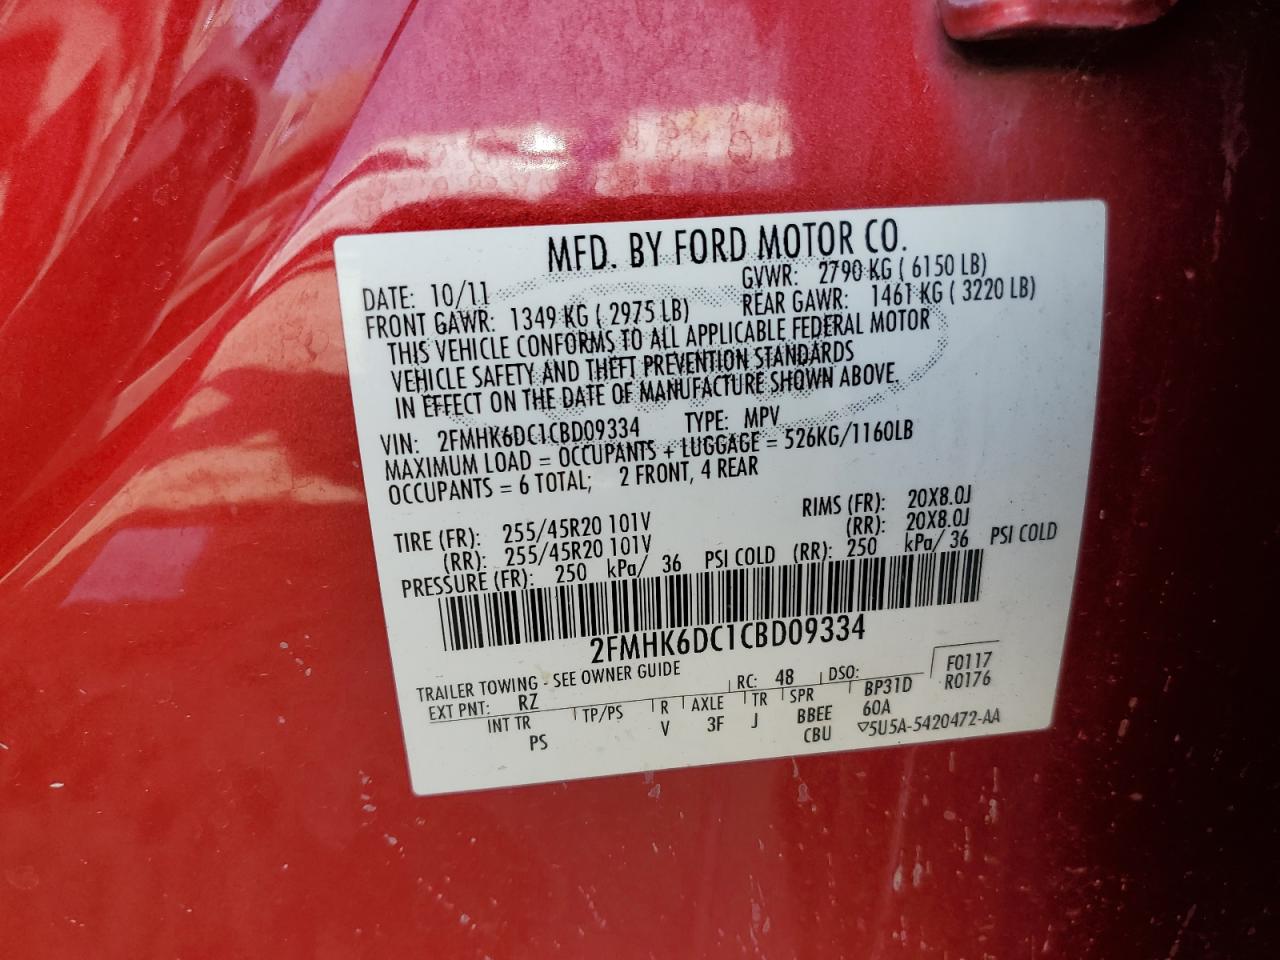 MFD. BY FORD MOTOR CO.
DATE: 10/11 GVWR: 2790 KG ( 6150 LB)
FRONT GAWR: 1349 KG ( 2975 LB) REAR GAWR: 1461 KG ( 3220 LB)
THIS VEHICLE CONFORMS TO ALL APPLICABLE FEDERAL MOTOR
VEHICLE SAFETY AND THEFT PREVENTION STANDARDS
IN EFFECT ON THE DATE OF MANUFACTURE SHOWN ABOVE.
VIN: 2FMHK6DC1CBD09334 TYPE: MPV
MAXIMUM LOAD = OCCUPANTS + LUGGAGE = 526KG/1160LB
OCCUPANTS = 6 TOTAL; 2 FRONT, 4 REAR
TIRE (FR): 255/45R20 101V RIMS (FR): 20X8.0J
(RR): 255/45R20 101V (RR): 20X8.0J
PRESSURE (FR): 250 kPa/ 36 PSI COLD (RR): 250 kPa/ 36 PSI COLD
2FMHK6DC1CBD09334
TRAILER TOWING - SEE OWNER GUIDE
EXT PNT: RZ RC: 48 DSO: F0117
INT TR TP/PS R AXLE TR SPR BP31D R0176
PS V 3F J BBEE 60A
CBU ▽5U5A-5420472-AA